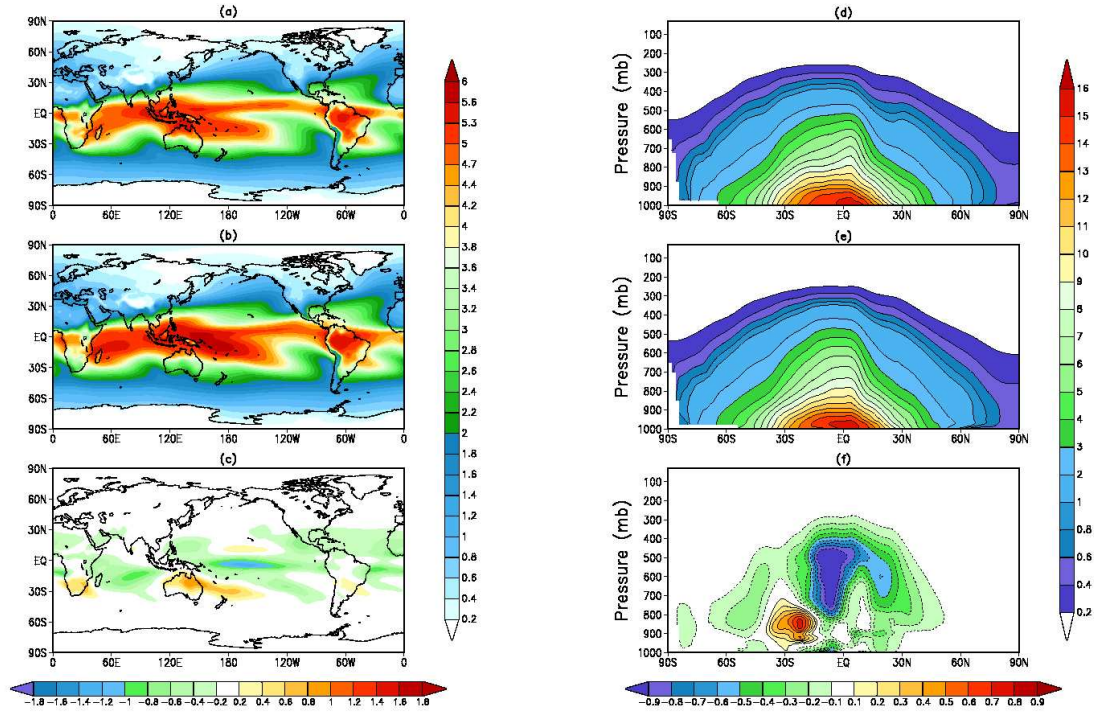 (a)
90N
60N
30N
EQ
30S
60S
90S
0 60E 120E 180 120W 60W 0
(b)
90N
60N
30N
EQ
30S
60S
90S
0 60E 120E 180 120W 60W 0
(c)
90N
60N
30N
EQ
30S
60S
90S
0 60E 120E 180 120W 60W 0
-1.8 -1.6 -1.4 -1.2 -1 -0.8 -0.6 -0.4 -0.2 0.2 0.4 0.6 0.8 1 1.2 1.4 1.6 1.8
6
5.6
5.3
5
4.7
4.4
4.2
4
3.8
3.6
3.4
3.2
3
2.8
2.6
2.4
2.2
2
1.8
1.6
1.4
1.2
1
0.8
0.6
0.4
0.2
(d)
Pressure (mb)
100
200
300
400
500
600
700
800
900
1000
90S 60S 30S EQ 30N 60N 90N
(e)
Pressure (mb)
100
200
300
400
500
600
700
800
900
1000
90S 60S 30S EQ 30N 60N 90N
(f)
Pressure (mb)
100
200
300
400
500
600
700
800
900
1000
90S 60S 30S EQ 30N 60N 90N
-0.9 -0.8 -0.7 -0.6 -0.5 -0.4 -0.3 -0.2 -0.1 0.1 0.2 0.3 0.4 0.5 0.6 0.7 0.8 0.9
16
15
14
13
12
11
10
9
8
7
6
5
4
3
2
1
0.8
0.6
0.4
0.2